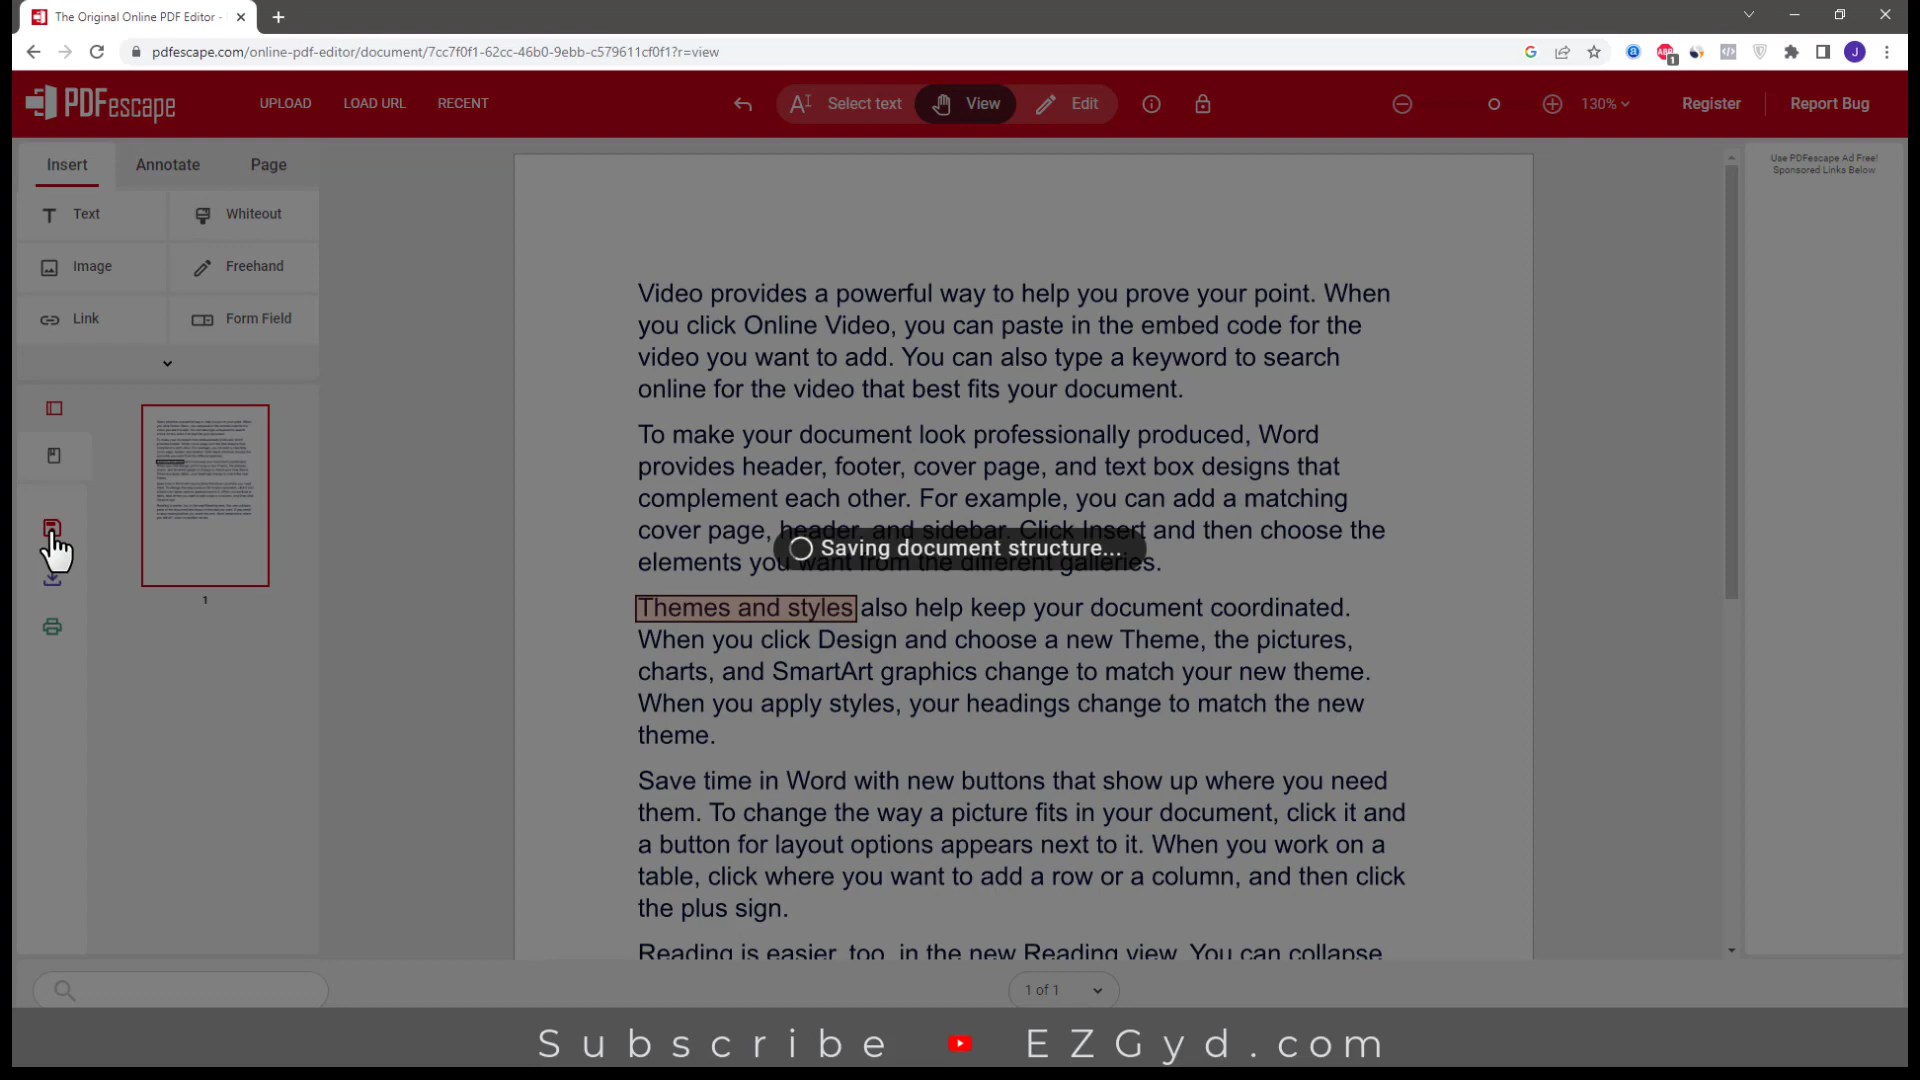 The Original Online PDF Editor -
pdfescape.com/online-pdf-editor/document/7cc7f0f1-62cc-46b0-9ebb-c579611cf0f1?r=view
PDFescape
UPLOAD
LOAD URL
RECENT
Select text
View
Edit
130%
Register
Report Bug
Insert
Annotate
Page
Text
Whiteout
Image
Freehand
Link
Form Field
1
Use PDFescape Ad Free!
Sponsored Links Below
Video provides a powerful way to help you prove your point. When
you click Online Video, you can paste in the embed code for the
video you want to add. You can also type a keyword to search
online for the video that best fits your document.
To make your document look professionally produced, Word
provides header, footer, cover page, and text box designs that
complement each other. For example, you can add a matching
cover page, header, and sidebar. Click Insert and then choose the
Saving document structure...
elements you want from the different galleries.
Themes and styles also help keep your document coordinated.
When you click Design and choose a new Theme, the pictures,
charts, and SmartArt graphics change to match your new theme.
When you apply styles, your headings change to match the new
theme.
Save time in Word with new buttons that show up where you need
them. To change the way a picture fits in your document, click it and
a button for layout options appears next to it. When you work on a
table, click where you want to add a row or a column, and then click
the plus sign.
Reading is easier, too, in the new Reading view. You can collapse
1 of 1
Subscribe EZGyd.com